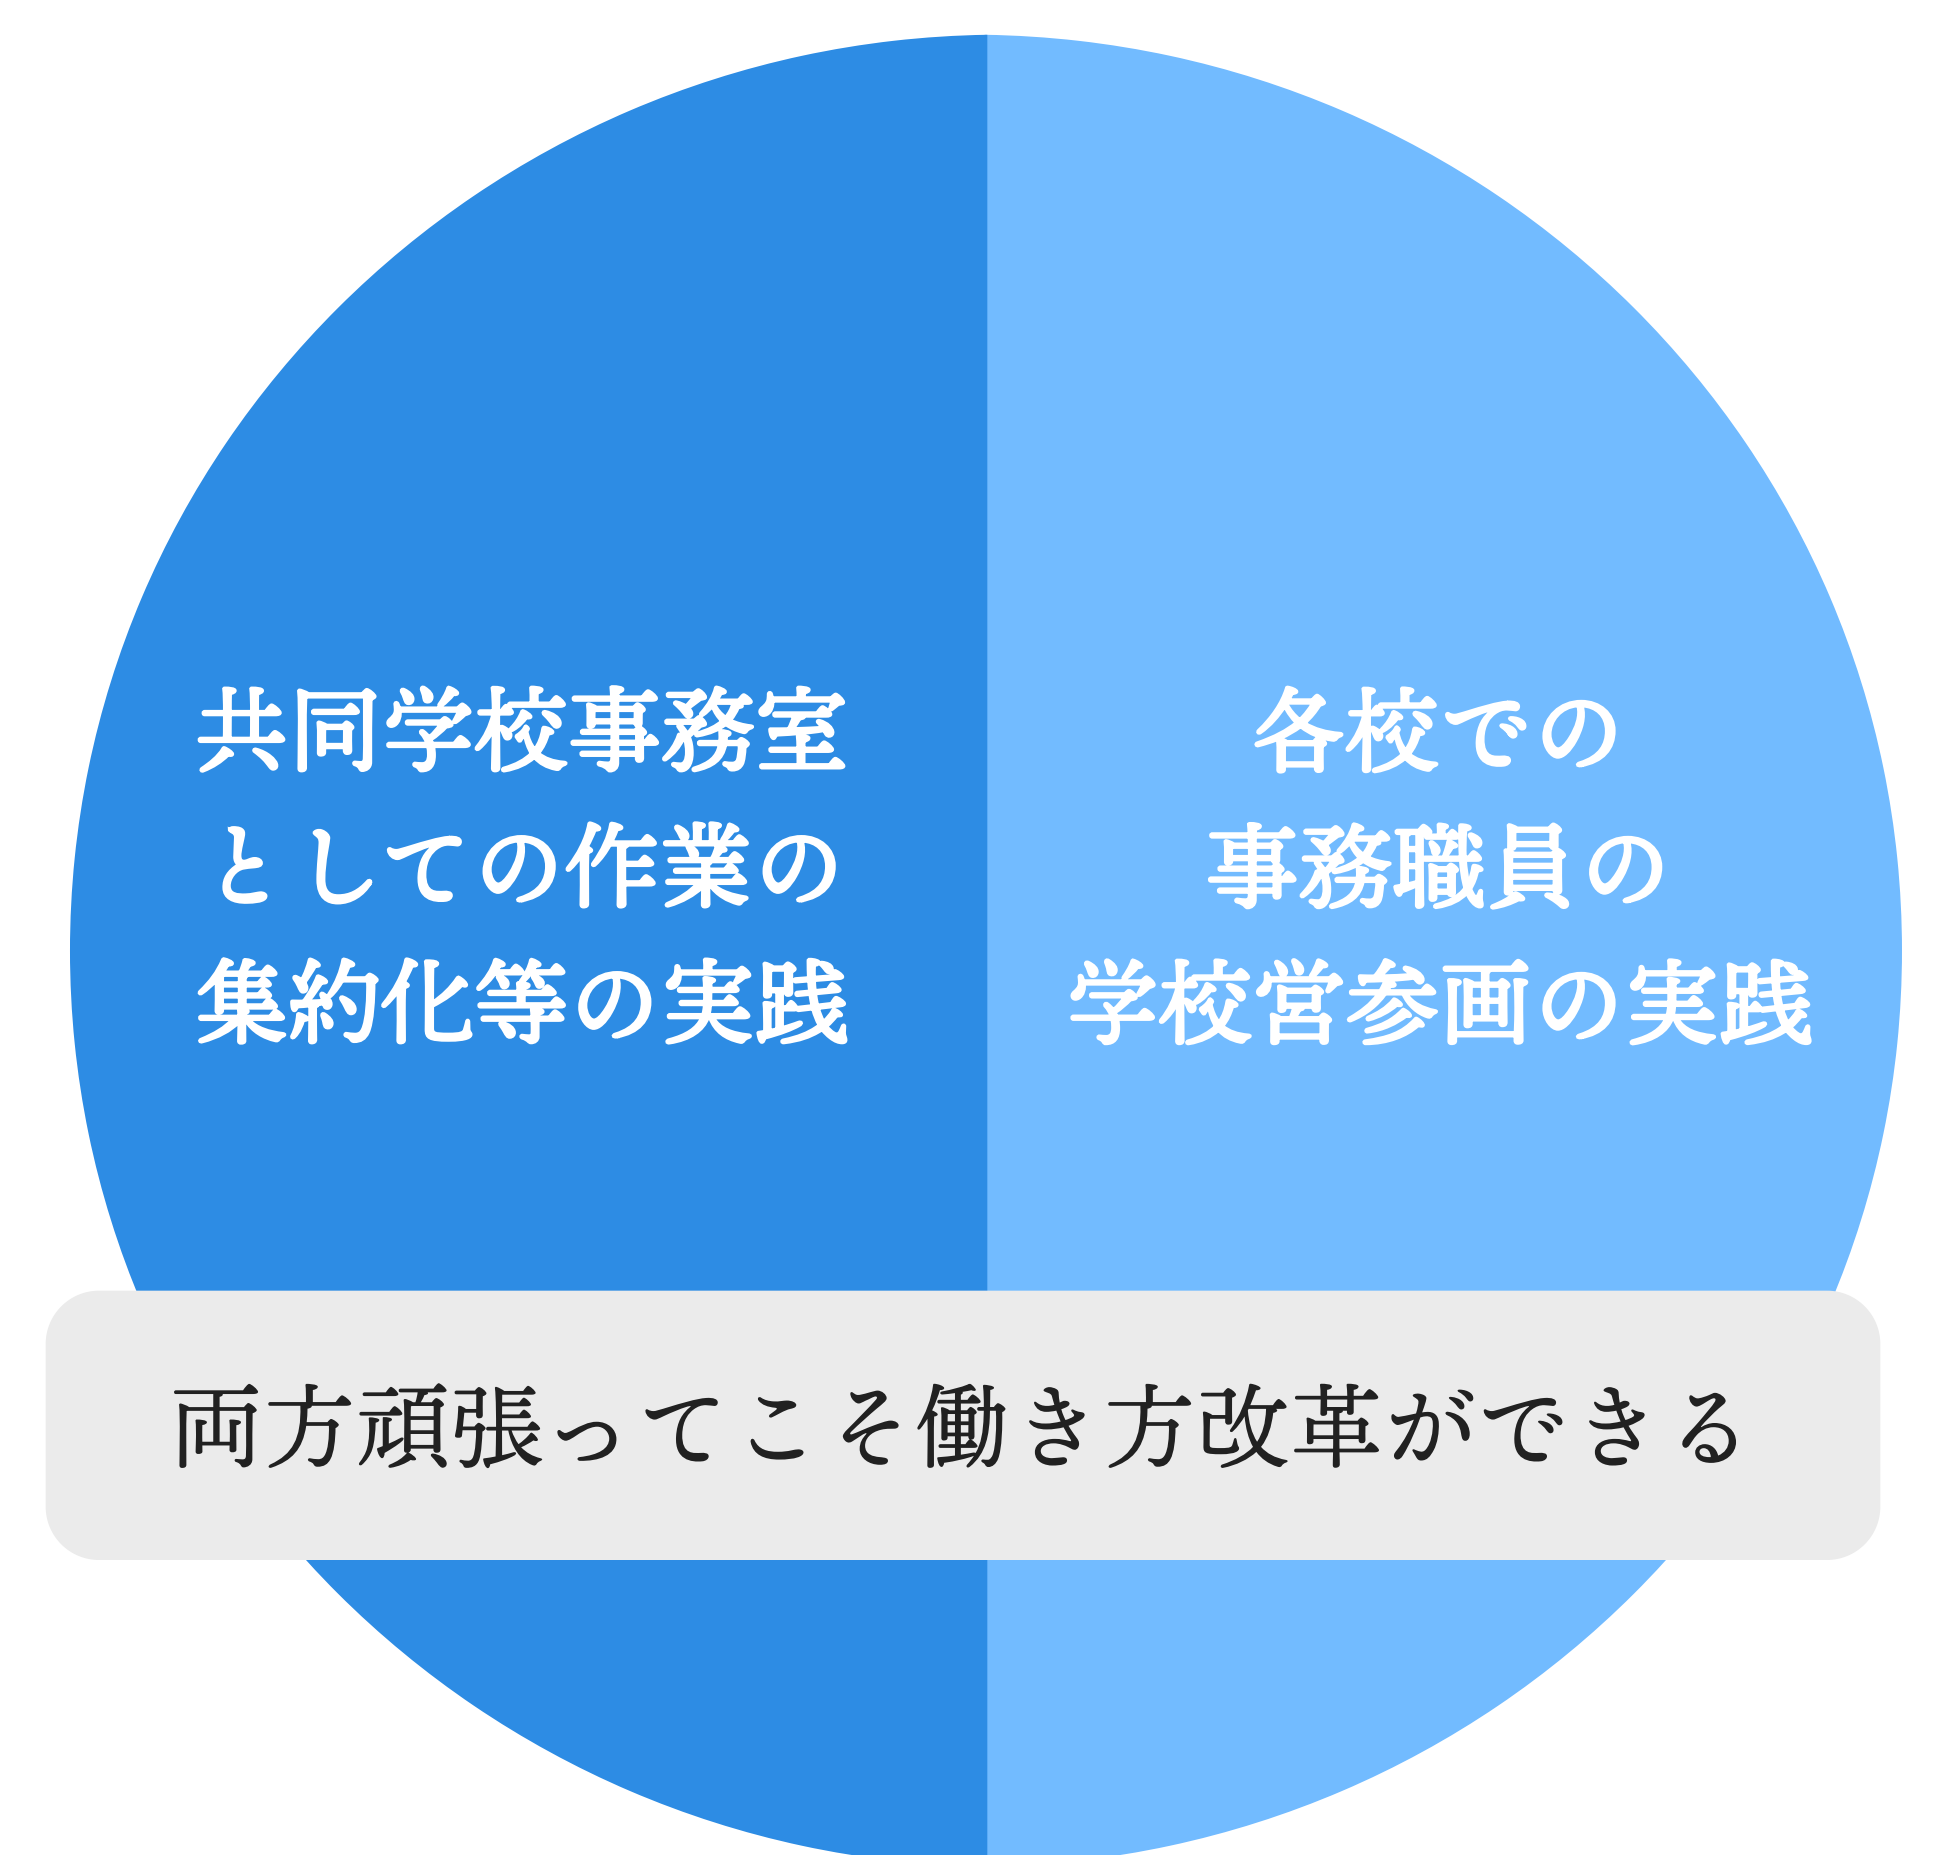 共同学校事務室
としての作業の
集約化等の実践
各校での
事務職員の
学校営参画の実践
両方頑張ってこそ働き方改革ができる